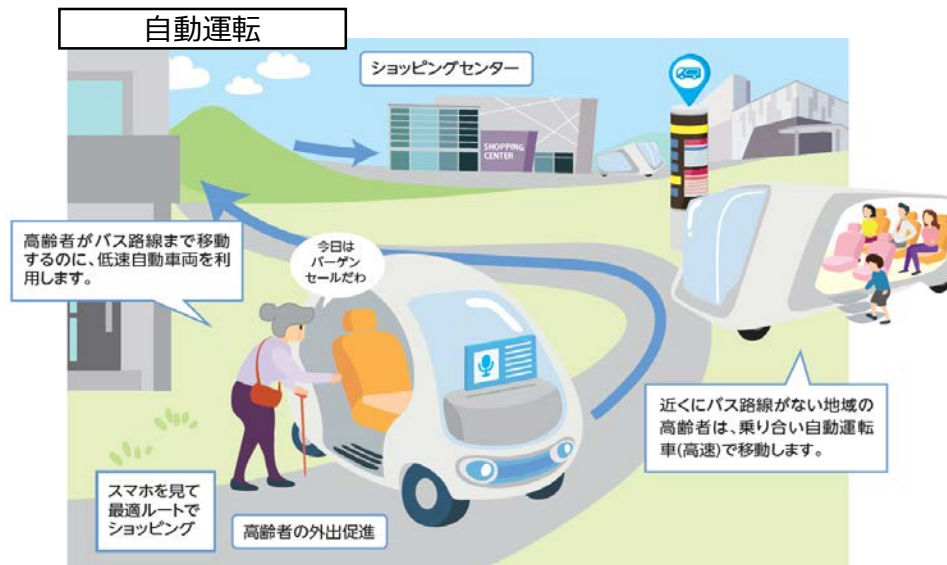 自動運転
ショッピングセンター
SHOPPING
CENTER
高齢者がバス路線まで移動
するのに、低速自動車両を利
用します。
今日は
バーゲン
セールだわ
近くにバス路線がない地域の
高齢者は、乗り合い自動運転
車(高速)で移動します。
スマホを見て
最適ルートで
ショッピング
高齢者の外出促進